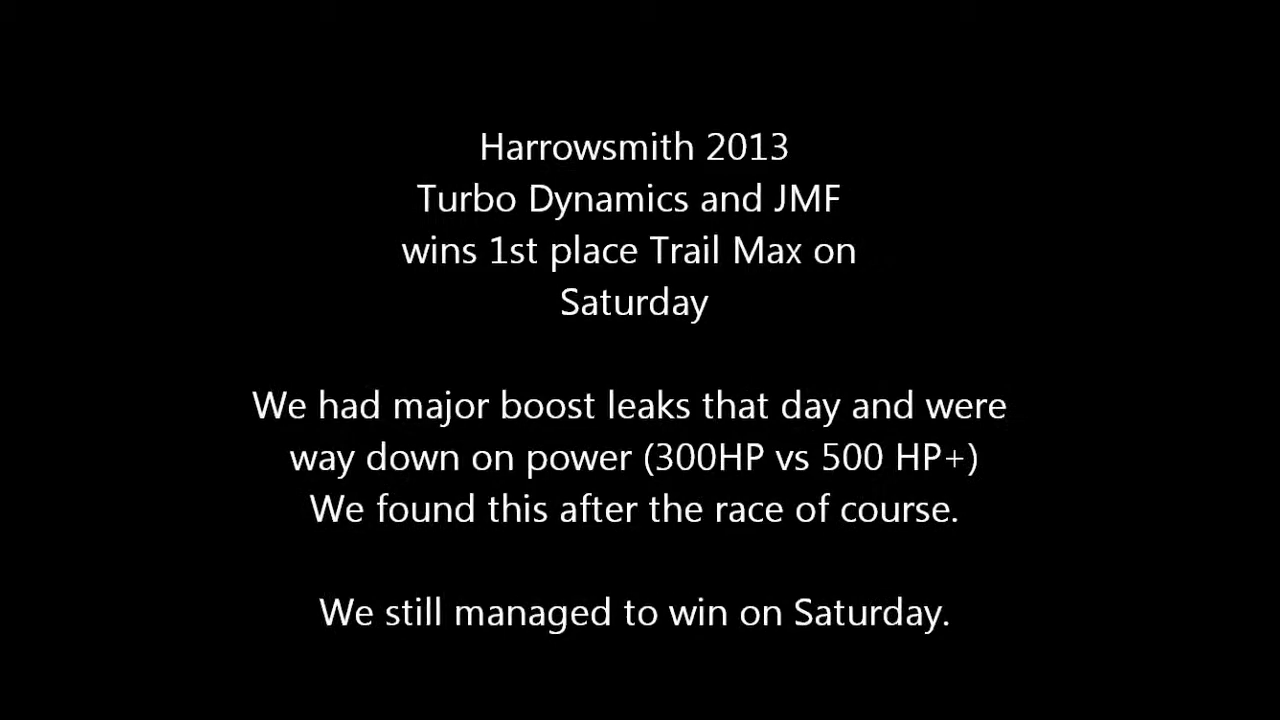 Harrowsmith 2013
Turbo Dynamics and JMF
wins 1st place Trail Max on
Saturday
We had major boost leaks that day and were
way down on power (300HP vs 500 HP+)
We found this after the race of course.
We still managed to win on Saturday.